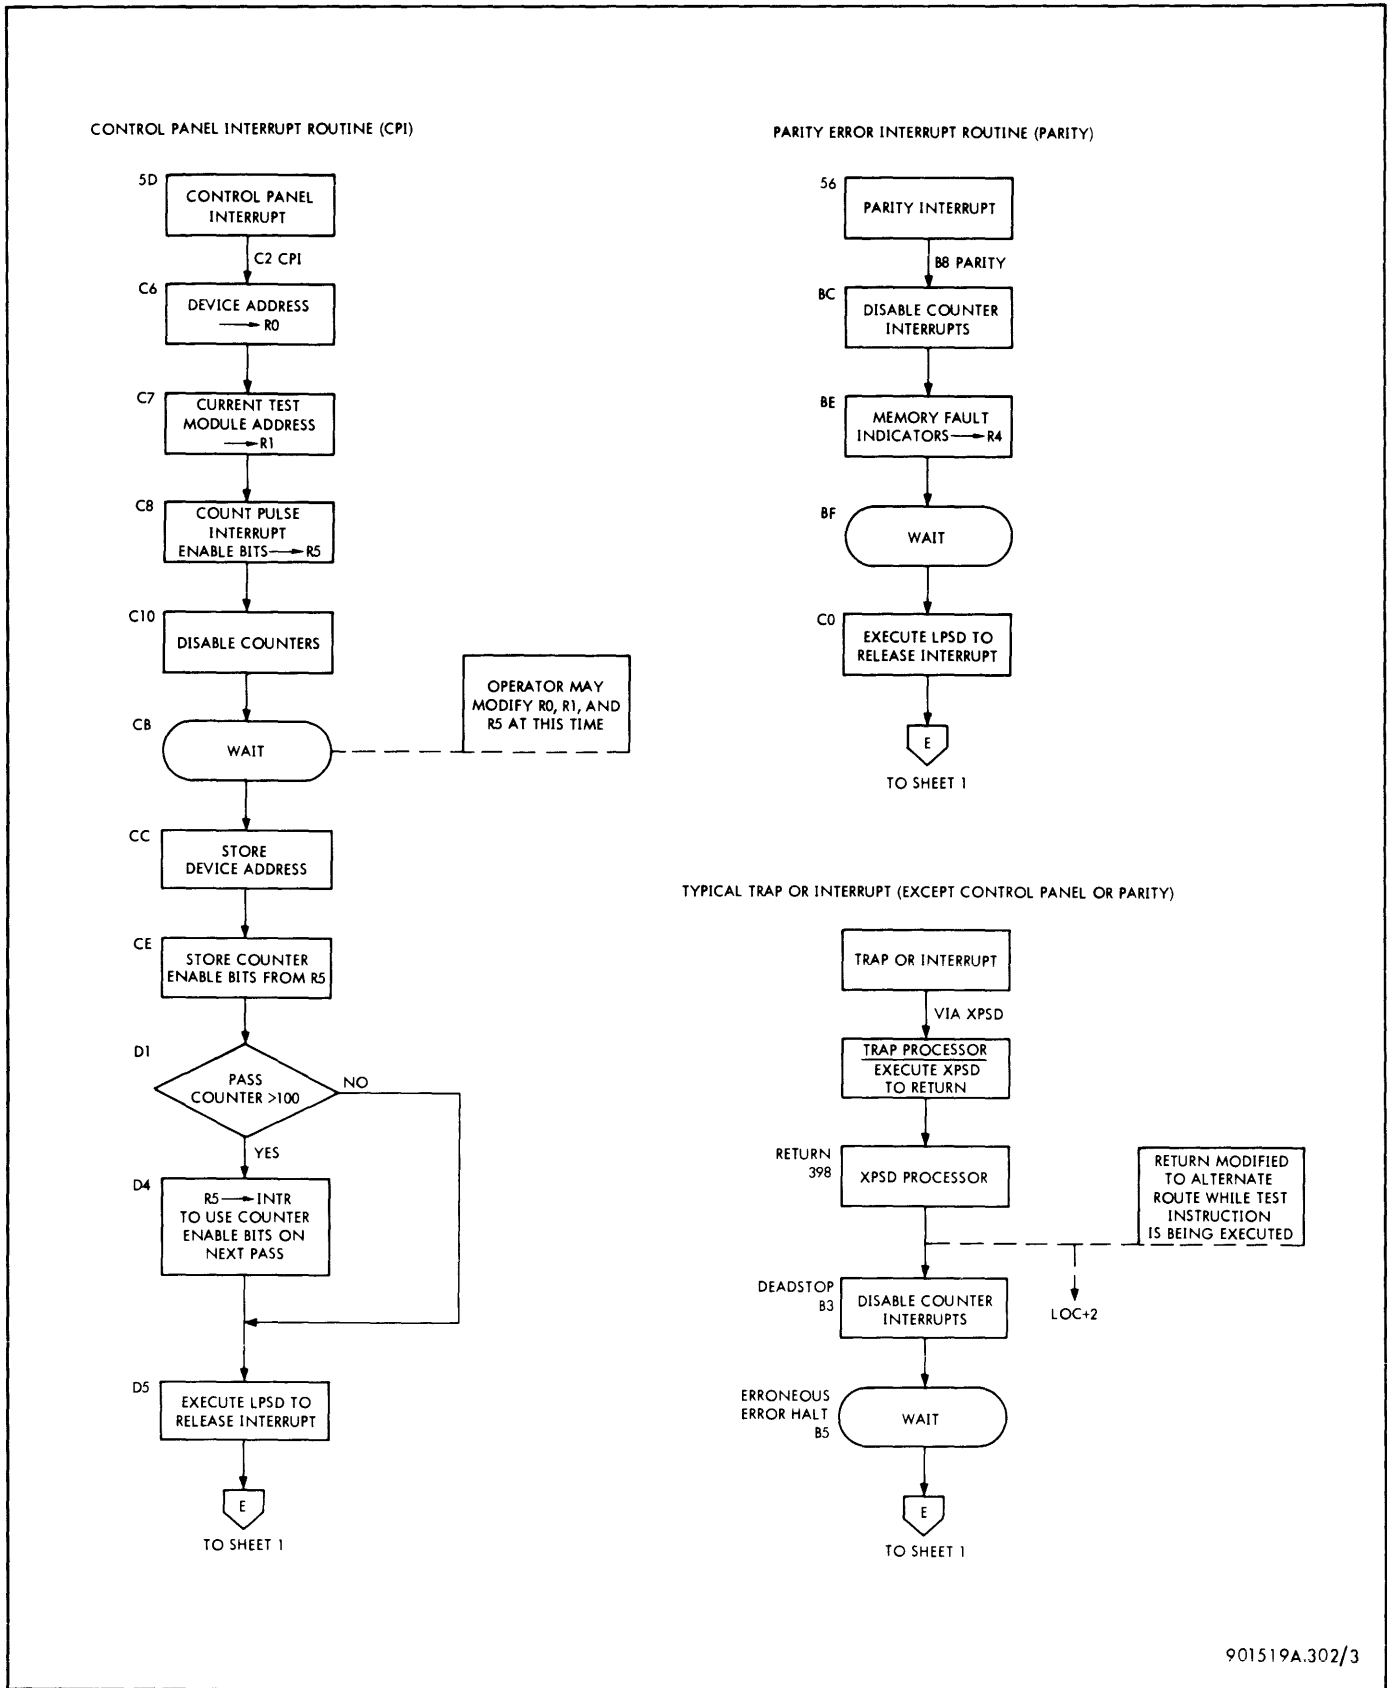 CONTROL PANEL INTERRUPT ROUTINE (CPI)
5D
CONTROL PANEL
INTERRUPT
C2 CPI
C6
DEVICE ADDRESS
→ R0
C7
CURRENT TEST
MODULE ADDRESS
→ R1
C8
COUNT PULSE
INTERRUPT
ENABLE BITS → R5
C10
DISABLE COUNTERS
CB
WAIT
OPERATOR MAY
MODIFY R0, R1, AND
R5 AT THIS TIME
CC
STORE
DEVICE ADDRESS
CE
STORE COUNTER
ENABLE BITS FROM R5
D1
PASS
COUNTER >100
NO
YES
D4
R5 → INTR
TO USE COUNTER
ENABLE BITS ON
NEXT PASS
D5
EXECUTE LPSD TO
RELEASE INTERRUPT
E
TO SHEET 1
PARITY ERROR INTERRUPT ROUTINE (PARITY)
56
PARITY INTERRUPT
B8 PARITY
BC
DISABLE COUNTER
INTERRUPTS
BE
MEMORY FAULT
INDICATORS → R4
BF
WAIT
C0
EXECUTE LPSD TO
RELEASE INTERRUPT
E
TO SHEET 1
TYPICAL TRAP OR INTERRUPT (EXCEPT CONTROL PANEL OR PARITY)
TRAP OR INTERRUPT
VIA XPSD
TRAP PROCESSOR
EXECUTE XPSD
TO RETURN
RETURN
398
XPSD PROCESSOR
RETURN MODIFIED
TO ALTERNATE
ROUTE WHILE TEST
INSTRUCTION
IS BEING EXECUTED
LOC+2
DEADSTOP
B3
DISABLE COUNTER
INTERRUPTS
ERRONEOUS
ERROR HALT
B5
WAIT
E
TO SHEET 1
901519A.302/3